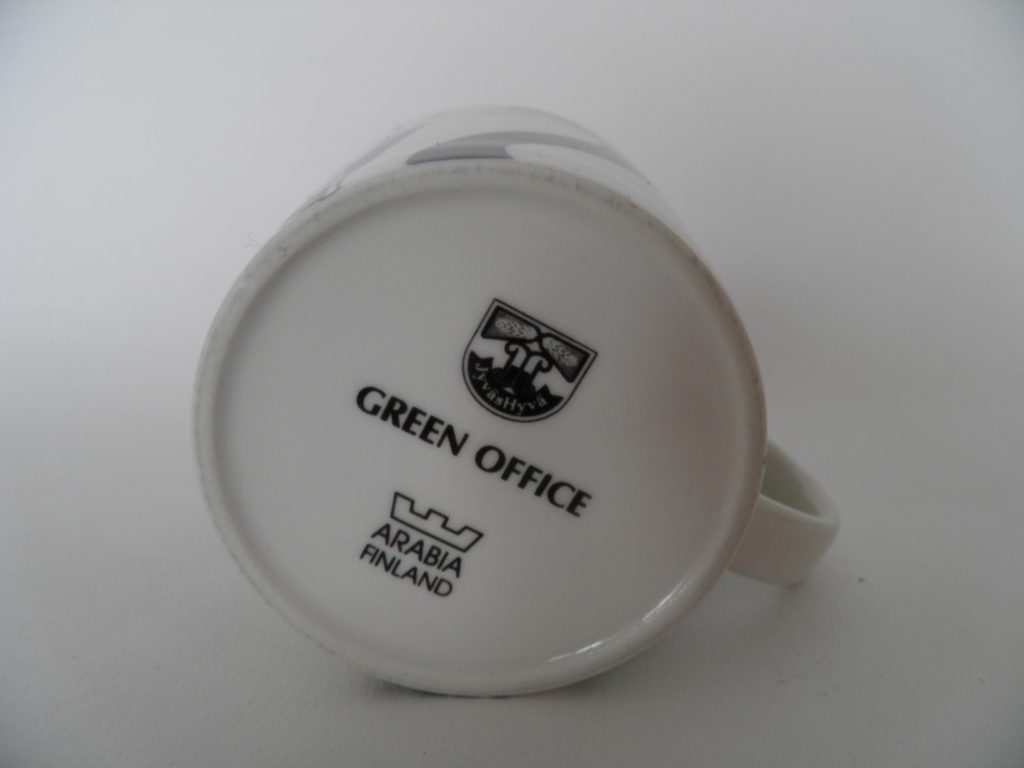 JyväsHyvä
GREEN OFFICE
ARABIA
FINLAND